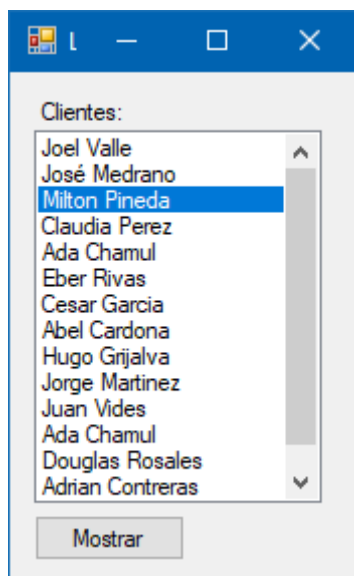 L
Clientes:
Joel Valle
José Medrano
Milton Pineda
Claudia Perez
Ada Chamul
Eber Rivas
Cesar Garcia
Abel Cardona
Hugo Grijalva
Jorge Martinez
Juan Vides
Ada Chamul
Douglas Rosales
Adrian Contreras
Mostrar